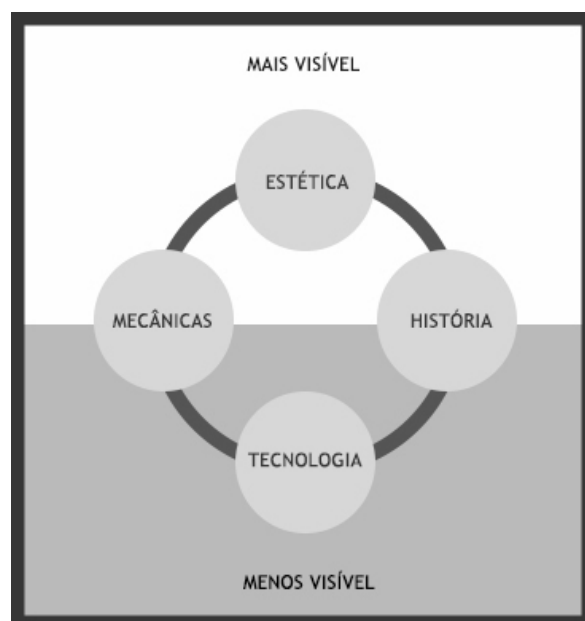 MAIS VISÍVEL
ESTÉTICA
MECÂNICAS
HISTÓRIA
TECNOLOGIA
MENOS VISÍVEL